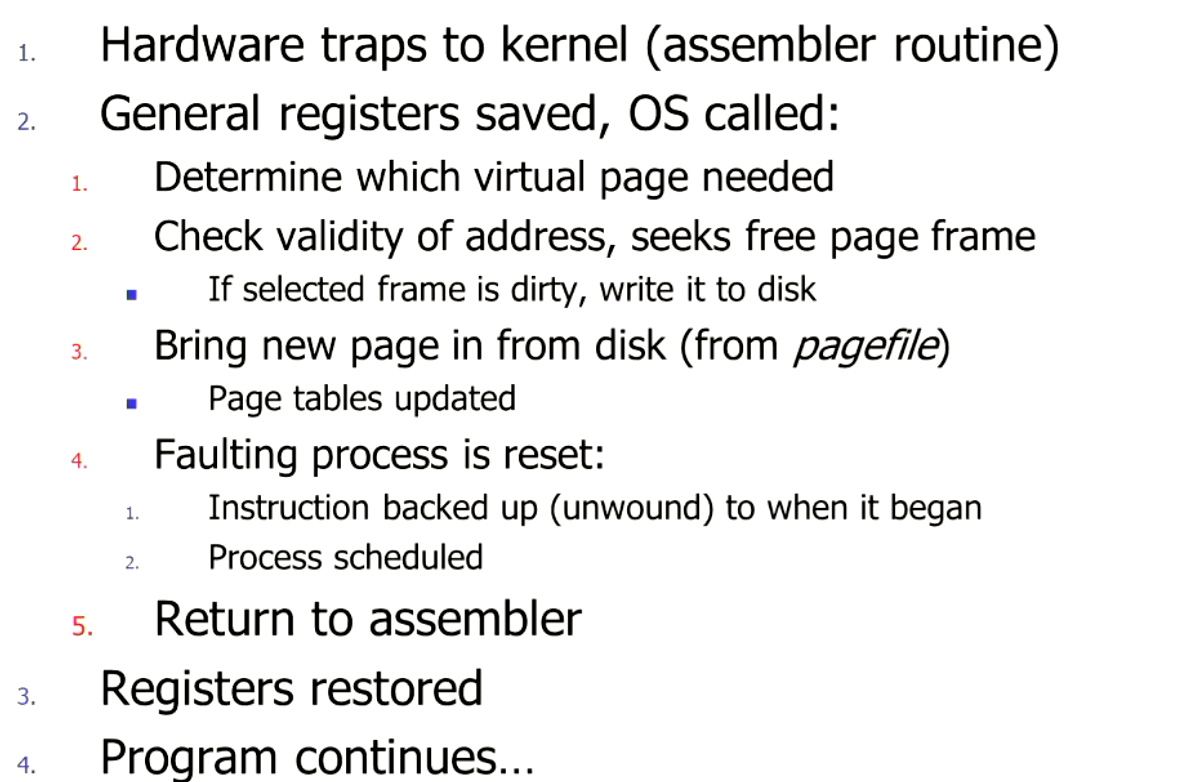 1. Hardware traps to kernel (assembler routine)
2. General registers saved, OS called:
1. Determine which virtual page needed
2. Check validity of address, seeks free page frame
▪ If selected frame is dirty, write it to disk
3. Bring new page in from disk (from pagefile)
▪ Page tables updated
4. Faulting process is reset:
1. Instruction backed up (unwound) to when it began
2. Process scheduled
5. Return to assembler
3. Registers restored
4. Program continues…